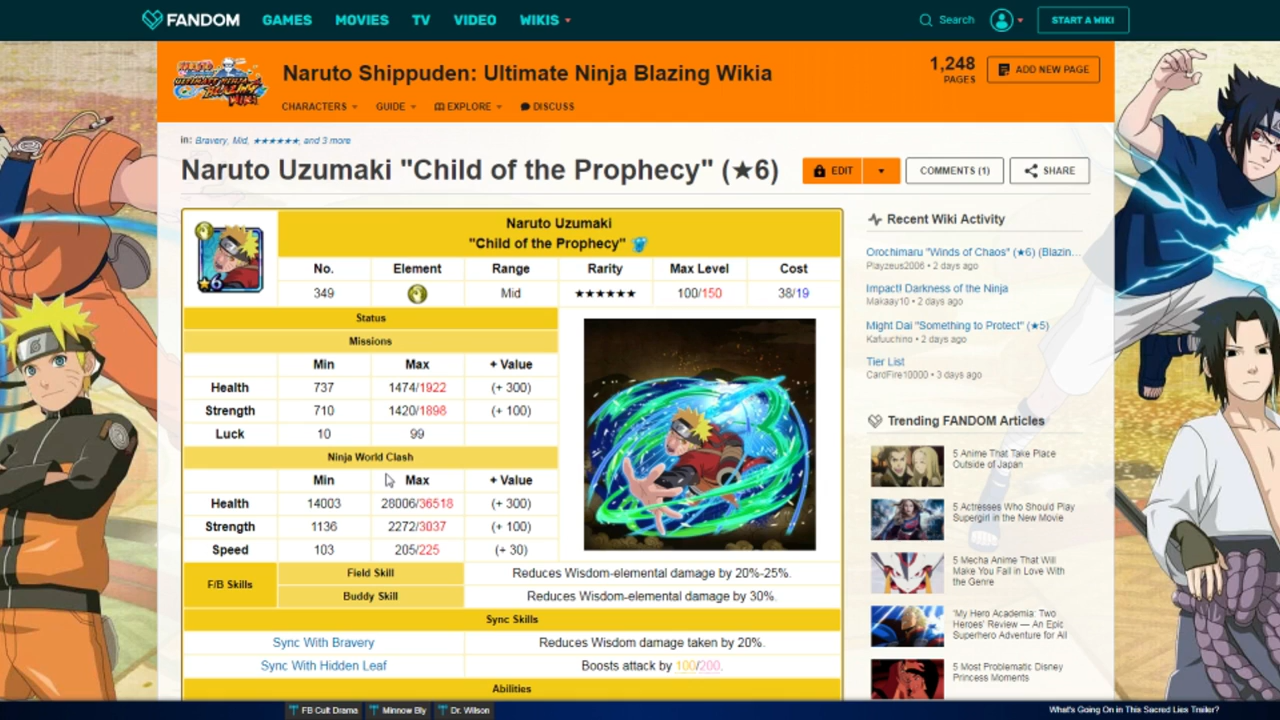 FANDOM GAMES MOVIES TV VIDEO WIKIS Search START A WIKI
Naruto Shippuden: Ultimate Ninja Blazing Wikia
1,248
PAGES
ADD NEW PAGE
CHARACTERS GUIDE EXPLORE DISCUSS
in: Bravery, Mid, ★★★★★★, and 3 more
Naruto Uzumaki "Child of the Prophecy" (★6)
EDIT COMMENTS (1) SHARE
Naruto Uzumaki
"Child of the Prophecy"
★6
No. Element Range Rarity Max Level Cost
349 Mid ★★★★★★ 100/150 38/19
Status
Missions
Min Max + Value
Health 737 1474/1922 (+ 300)
Strength 710 1420/1898 (+ 100)
Luck 10 99
Ninja World Clash
Min Max + Value
Health 14003 28006/36518 (+ 300)
Strength 1136 2272/3037 (+ 100)
Speed 103 205/225 (+ 30)
F/B Skills
Field Skill Reduces Wisdom-elemental damage by 20%-25%.
Buddy Skill Reduces Wisdom-elemental damage by 30%.
Sync Skills
Sync With Bravery Reduces Wisdom damage taken by 20%.
Sync With Hidden Leaf Boosts attack by 100/200.
Abilities
Recent Wiki Activity
Orochimaru "Winds of Chaos" (★6) (Blazin...
Playzeus2006 • 2 days ago
Impact! Darkness of the Ninja
Makaay10 • 2 days ago
Might Dai "Something to Protect" (★5)
Kafuuchino • 2 days ago
Tier List
CardFire10000 • 3 days ago
Trending FANDOM Articles
5 Anime That Take Place
Outside of Japan
5 Actresses Who Should Play
Supergirl in the New Movie
5 Mecha Anime That Will
Make You Fall in Love With
the Genre
'My Hero Academia: Two
Heroes' Review — An Epic
Superhero Adventure for All
5 Most Problematic Disney
Princess Moments
FB Cult Drama Minnow Bly Dr. Wilson What's Going On in This Sacred Lies Trailer?